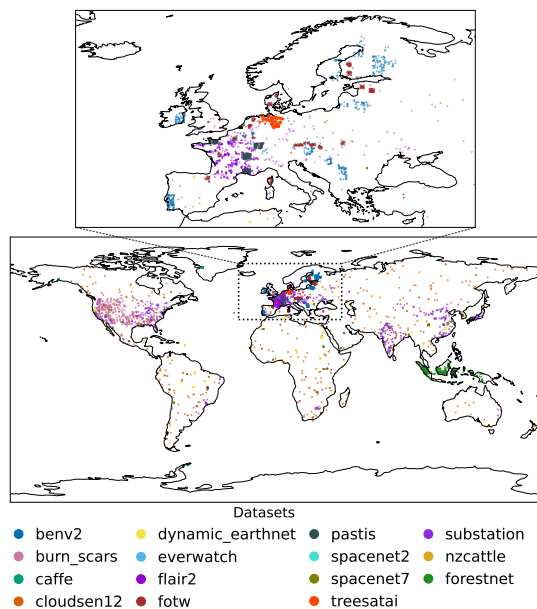 Datasets
benv2 dynamic_earthnet pastis substation
burn_scars everwatch spacenet2 nzcattle
caffe flair2 spacenet7 forestnet
cloudsen12 fotw treesatai